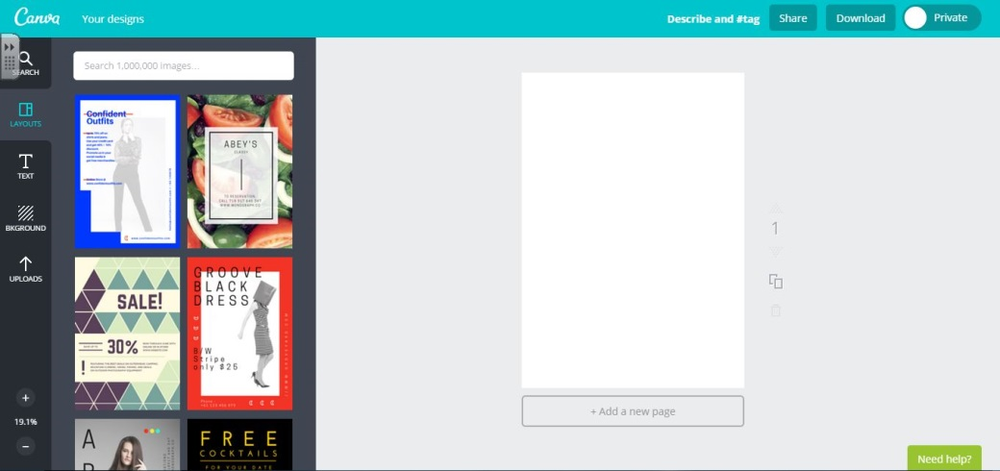 Canva
Your designs
Describe and #tag
Share
Download
Private
SEARCH
LAYOUTS
TEXT
BKGROUND
UPLOADS
19.1%
Search 1,000,000 images...
Confident
Outfits
ABEY'S
CLASSY
SALE!
30%
GROOVE
BLACK
DRESS
B/W
Stripe
only $25
A
FREE
COCKTAILS
FOR YOUR DATE
1
+ Add a new page
Need help?